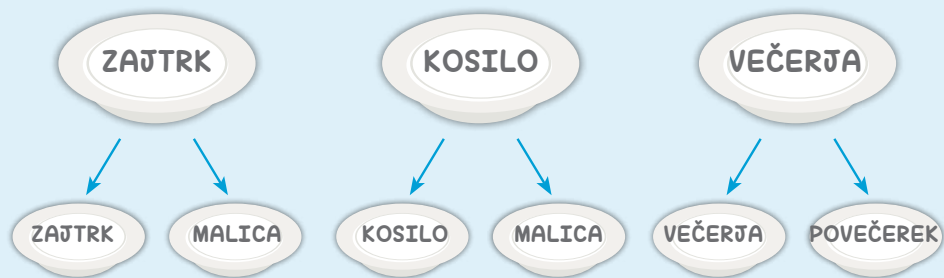 ZAJTRK KOSILO VEČERJA
ZAJTRK MALICA KOSILO MALICA VEČERJA POVEČEREK